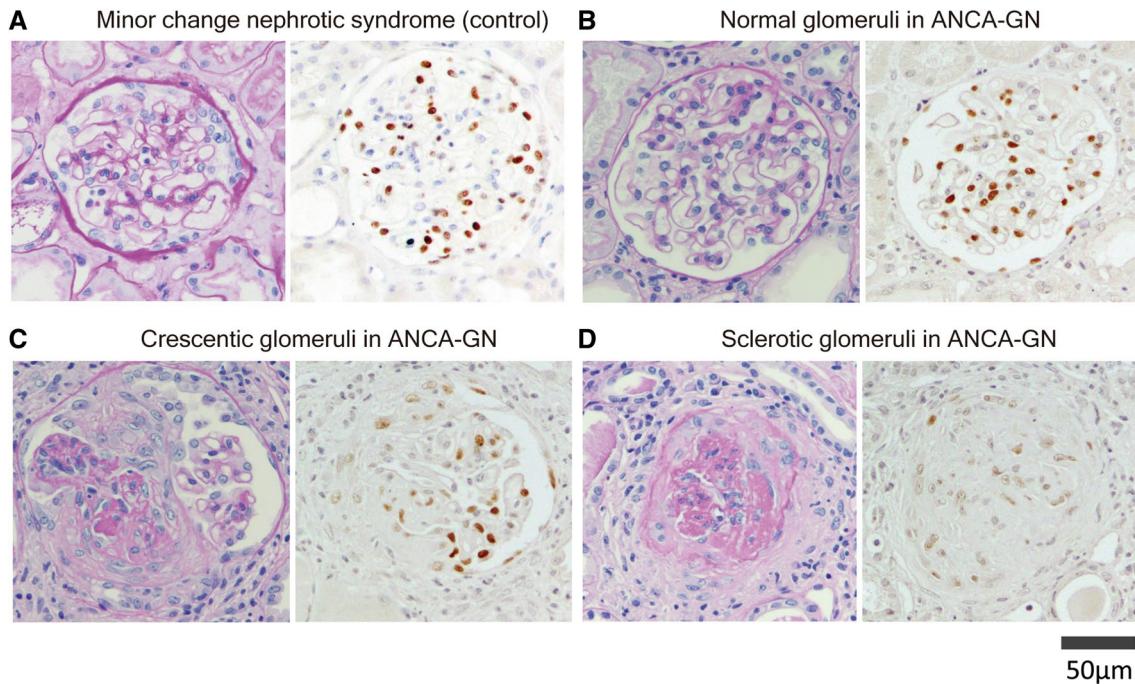 A Minor change nephrotic syndrome (control)
B Normal glomeruli in ANCA-GN
C Crescentic glomeruli in ANCA-GN
D Sclerotic glomeruli in ANCA-GN
50μm